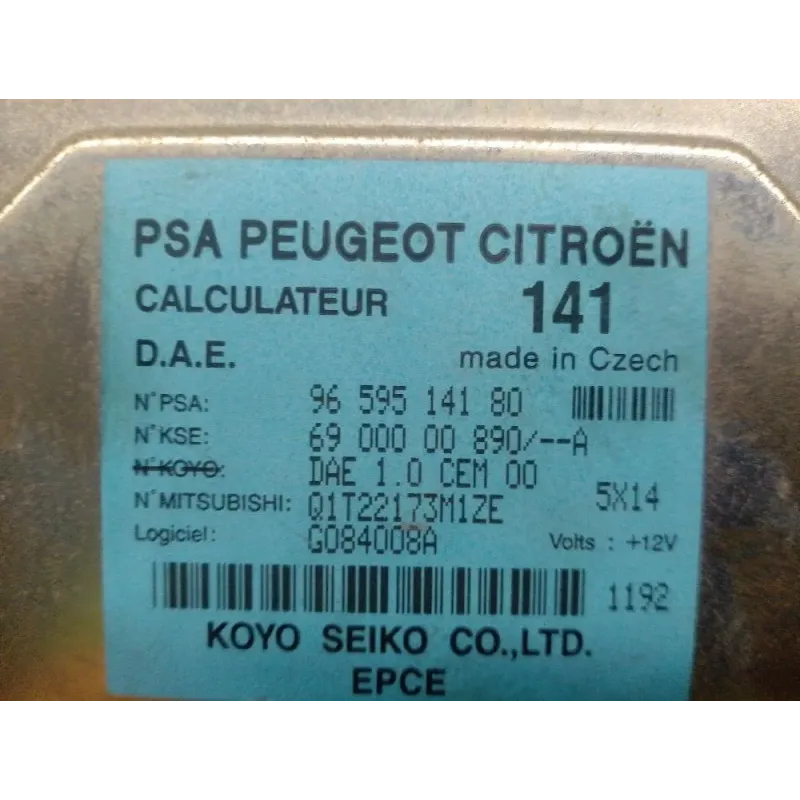 PSA PEUGEOT CITROËN
CALCULATEUR 141
D.A.E. made in Czech
N°PSA: 96 595 141 80
N°KSE: 69 000 00 890/--A
N°KOYO: DAE 1.0 CEM 00
N°MITSUBISHI: Q1T22173M1ZE 5X14
Logiciel: G084008A Volts : +12V
1192
KOYO SEIKO CO.,LTD.
EPCE